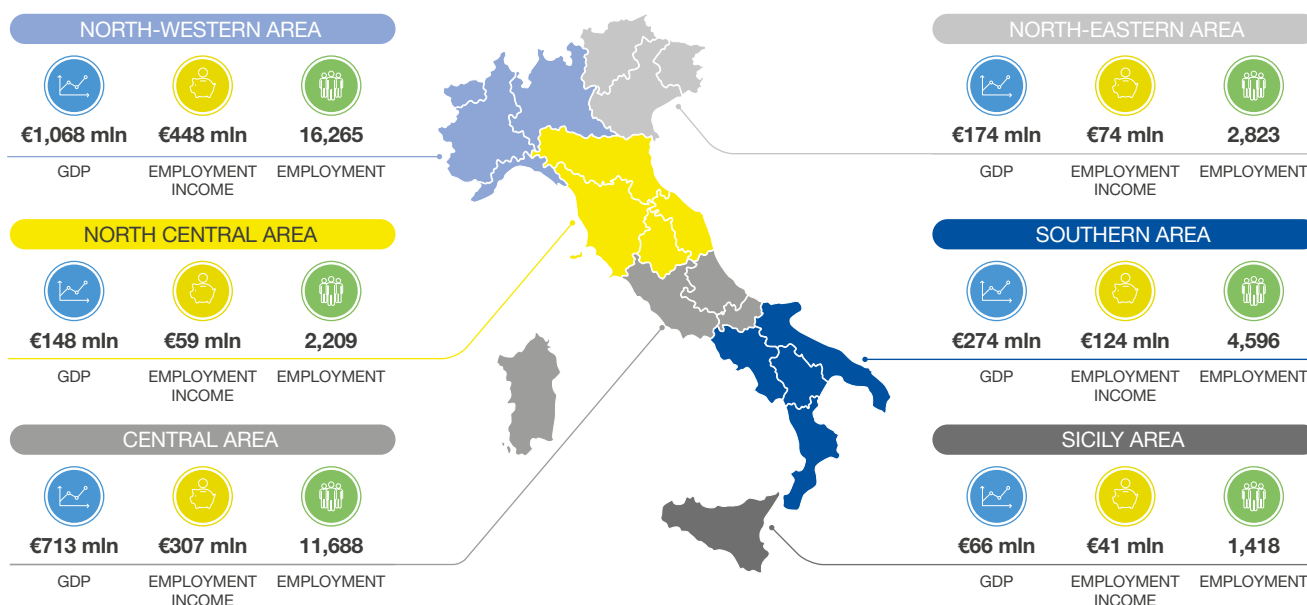 NORTH-WESTERN AREA
€1,068 mln €448 mln 16,265
GDP EMPLOYMENT INCOME EMPLOYMENT
NORTH CENTRAL AREA
€148 mln €59 mln 2,209
GDP EMPLOYMENT INCOME EMPLOYMENT
CENTRAL AREA
€713 mln €307 mln 11,688
GDP EMPLOYMENT INCOME EMPLOYMENT
NORTH-EASTERN AREA
€174 mln €74 mln 2,823
GDP EMPLOYMENT INCOME EMPLOYMENT
SOUTHERN AREA
€274 mln €124 mln 4,596
GDP EMPLOYMENT INCOME EMPLOYMENT
SICILY AREA
€66 mln €41 mln 1,418
GDP EMPLOYMENT INCOME EMPLOYMENT